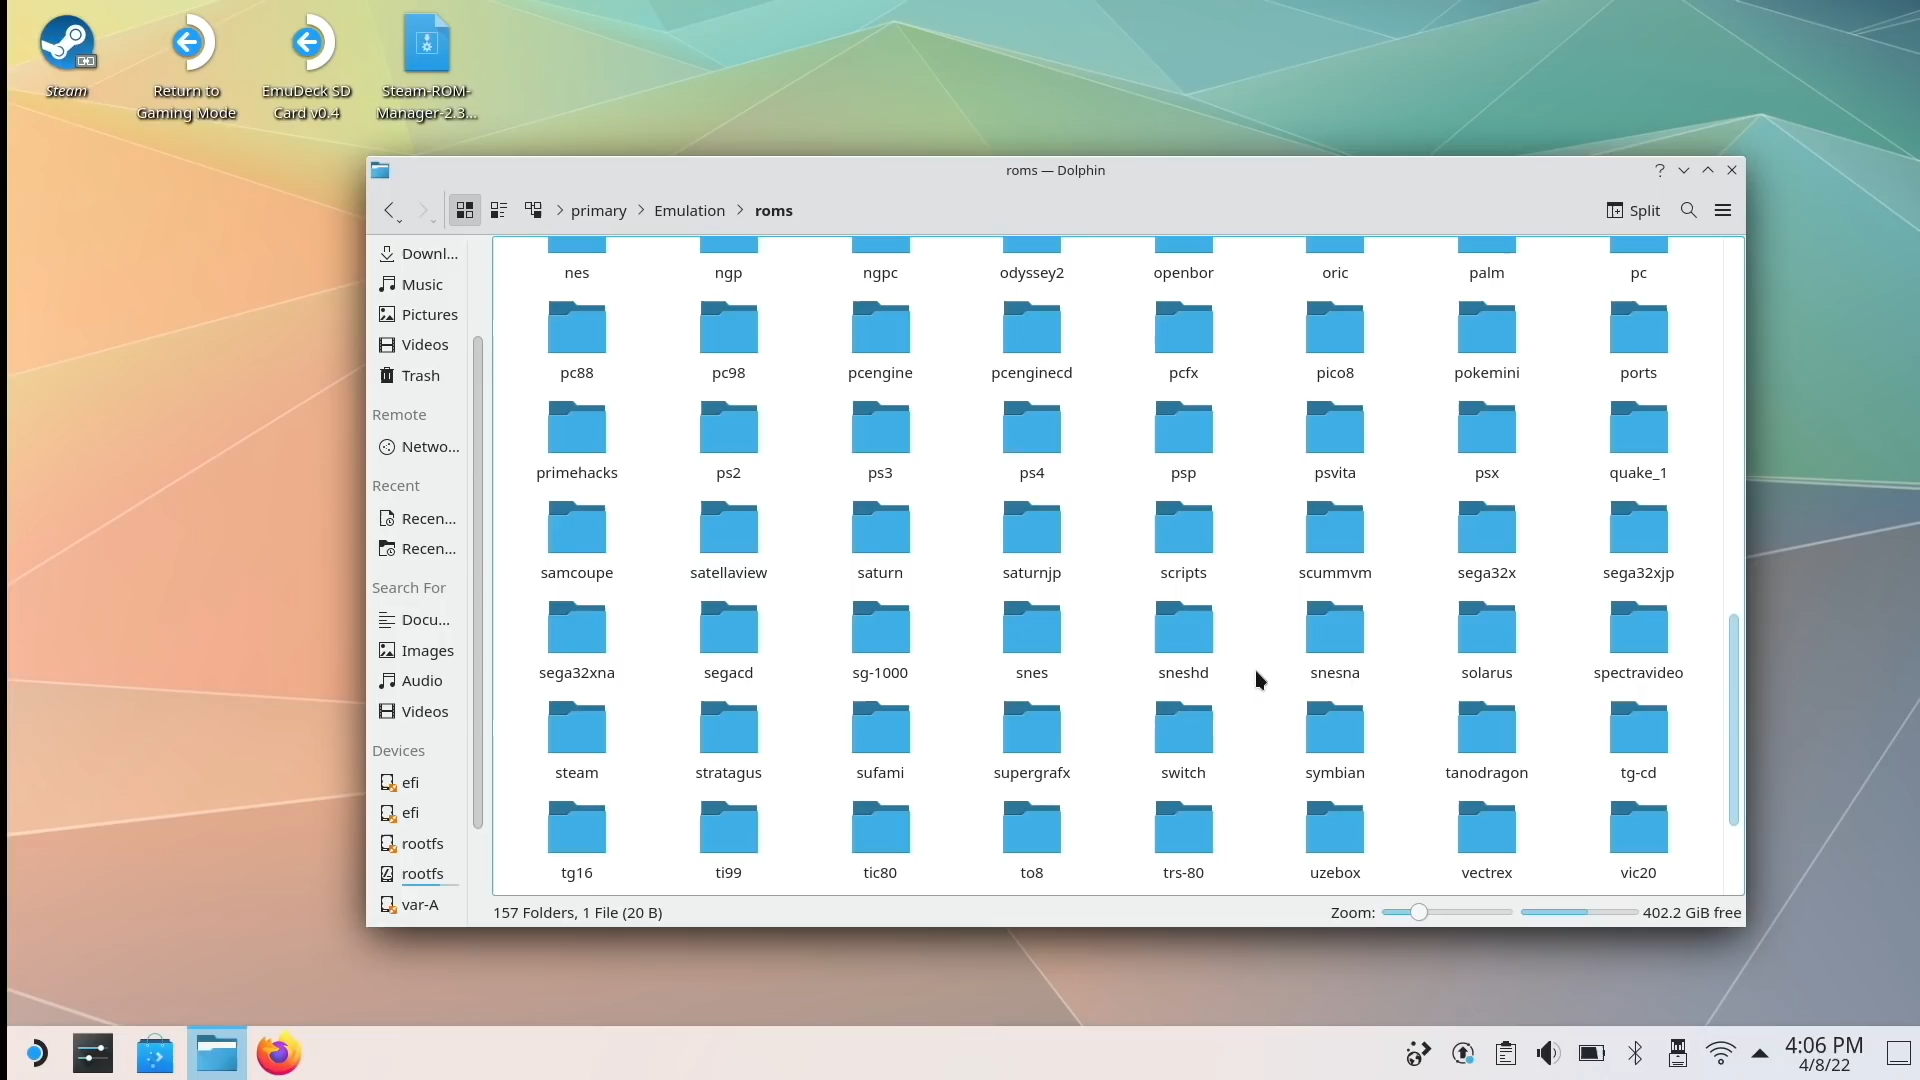 Steam
Return to
Gaming Mode
EmuDeck SD
Card v0.4
Steam-ROM-
Manager-2.3...
roms — Dolphin
primary > Emulation > roms
Split
Downl...
Music
Pictures
Videos
Trash
Remote
Netwo...
Recent
Recen...
Recen...
Search For
Docu...
Images
Audio
Videos
Devices
efi
efi
rootfs
rootfs
var-A
nes ngp ngpc odyssey2 openbor oric palm pc
pc88 pc98 pcengine pcenginecd pcfx pico8 pokemini ports
primehacks ps2 ps3 ps4 psp psvita psx quake_1
samcoupe satellaview saturn saturnjp scripts scummvm sega32x sega32xjp
sega32xna segacd sg-1000 snes sneshd snesna solarus spectravideo
steam stratagus sufami supergrafx switch symbian tanodragon tg-cd
tg16 ti99 tic80 to8 trs-80 uzebox vectrex vic20
157 Folders, 1 File (20 B)
Zoom:
402.2 GiB free
4:06 PM
4/8/22